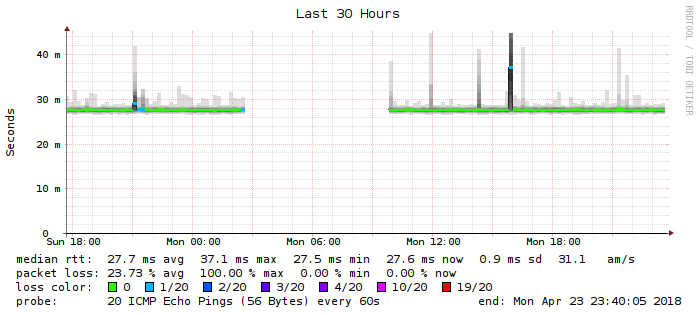 Last 30 Hours
RRDTOOL / TOBI OETIKER
Seconds
40 m
30 m
20 m
10 m
0
Sun 18:00 Mon 00:00 Mon 06:00 Mon 12:00 Mon 18:00
median rtt: 27.7 ms avg 37.1 ms max 27.5 ms min 27.6 ms now 0.9 ms sd 31.1 am/s
packet loss: 23.73 % avg 100.00 % max 0.00 % min 0.00 % now
loss color: 0 1/20 2/20 3/20 4/20 10/20 19/20
probe: 20 ICMP Echo Pings (56 Bytes) every 60s end: Mon Apr 23 23:40:05 2018